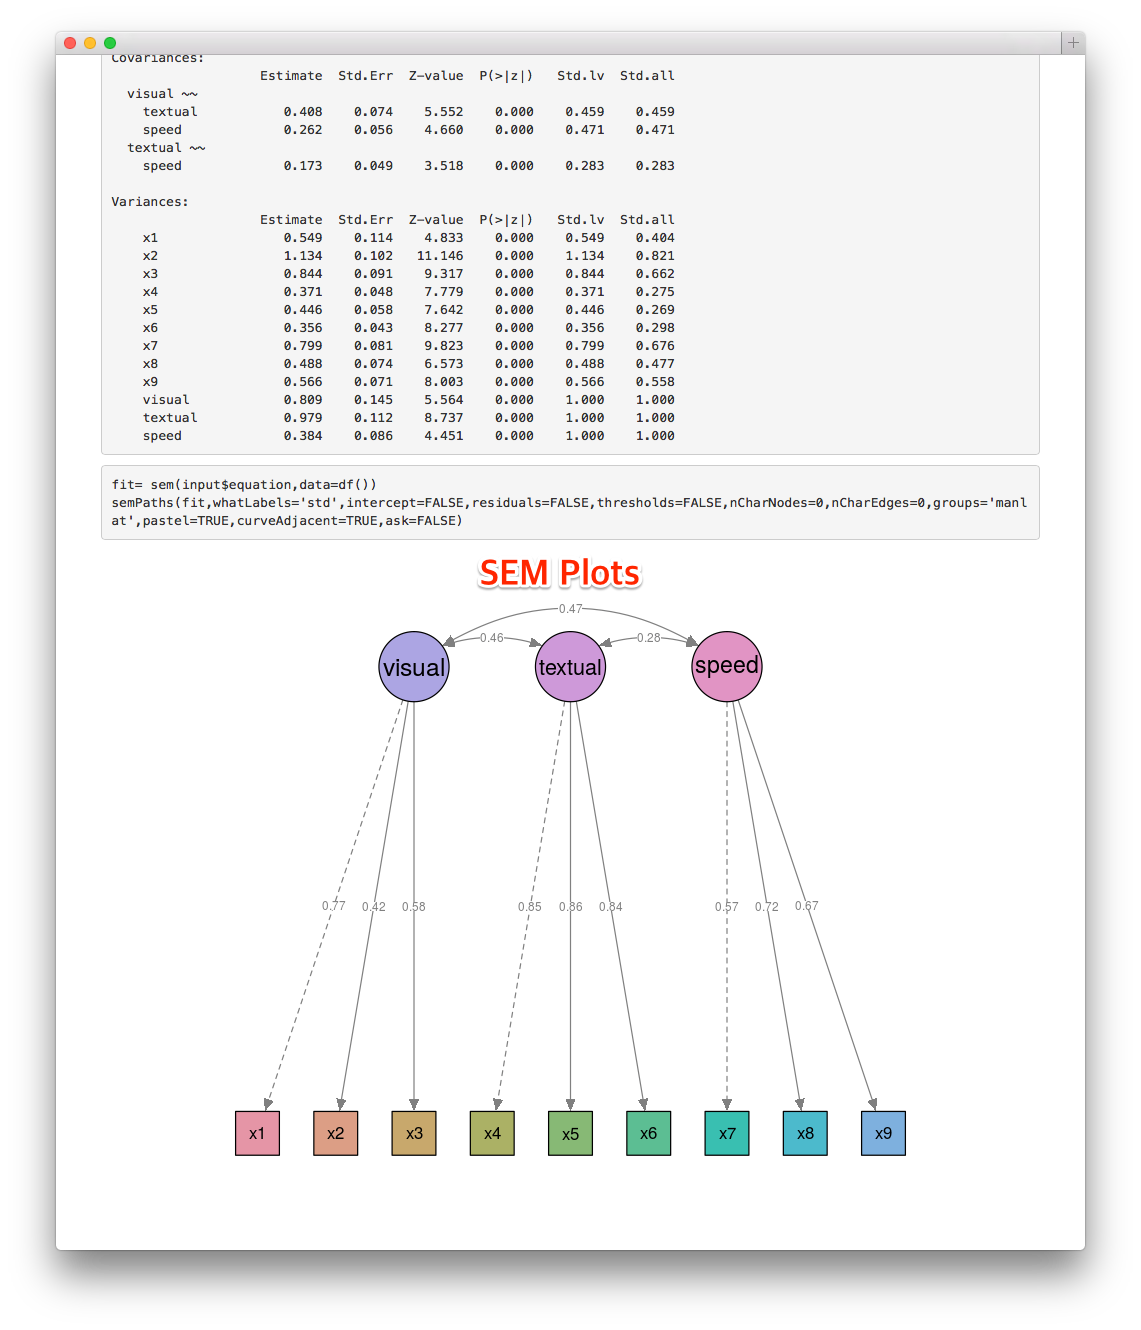 Covariances:
                   Estimate  Std.Err  Z-value  P(>|z|)   Std.lv  Std.all
  visual ~~
    textual           0.408    0.074    5.552    0.000    0.459    0.459
    speed             0.262    0.056    4.660    0.000    0.471    0.471
  textual ~~
    speed             0.173    0.049    3.518    0.000    0.283    0.283
Variances:
                   Estimate  Std.Err  Z-value  P(>|z|)   Std.lv  Std.all
    x1                0.549    0.114    4.833    0.000    0.549    0.404
    x2                1.134    0.102   11.146    0.000    1.134    0.821
    x3                0.844    0.091    9.317    0.000    0.844    0.662
    x4                0.371    0.048    7.779    0.000    0.371    0.275
    x5                0.446    0.058    7.642    0.000    0.446    0.269
    x6                0.356    0.043    8.277    0.000    0.356    0.298
    x7                0.799    0.081    9.823    0.000    0.799    0.676
    x8                0.488    0.074    6.573    0.000    0.488    0.477
    x9                0.566    0.071    8.003    0.000    0.566    0.558
    visual            0.809    0.145    5.564    0.000    1.000    1.000
    textual           0.979    0.112    8.737    0.000    1.000    1.000
    speed             0.384    0.086    4.451    0.000    1.000    1.000
fit= sem(input$equation,data=df())
semPaths(fit,whatLabels='std',intercept=FALSE,residuals=FALSE,thresholds=FALSE,nCharNodes=0,nCharEdges=0,groups='manl
at',pastel=TRUE,curveAdjacent=TRUE,ask=FALSE)
SEM Plots
0.47
0.46 0.28
visual textual speed
0.77 0.42 0.58 0.85 0.86 0.84 0.57 0.72 0.67
x1 x2 x3 x4 x5 x6 x7 x8 x9